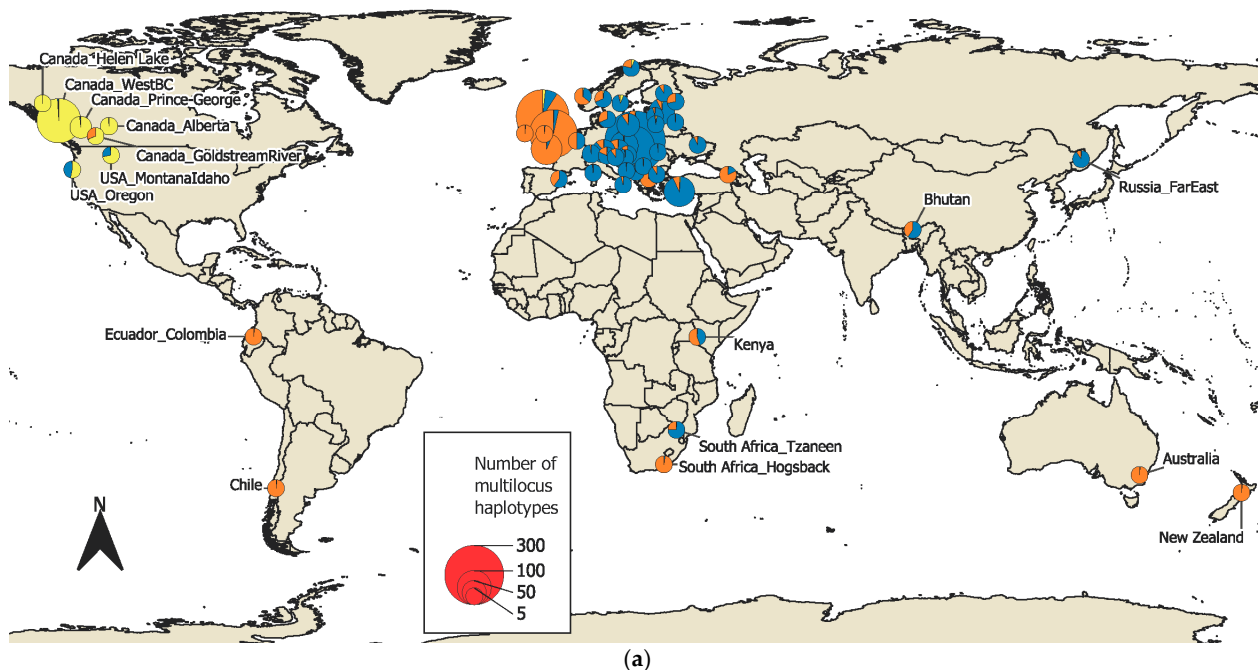 Canada_Helen Lake
Canada_WestBC
Canada_Prince-George
Canada_Alberta
Canada_GoldstreamRiver
USA_MontanaIdaho
USA_Oregon
Russia_FarEast
Bhutan
Ecuador_Colombia
Kenya
South Africa_Tzaneen
South Africa_Hogsback
Australia
Chile
New Zealand
N
Number of
multilocus
haplotypes
300
100
50
5
(a)